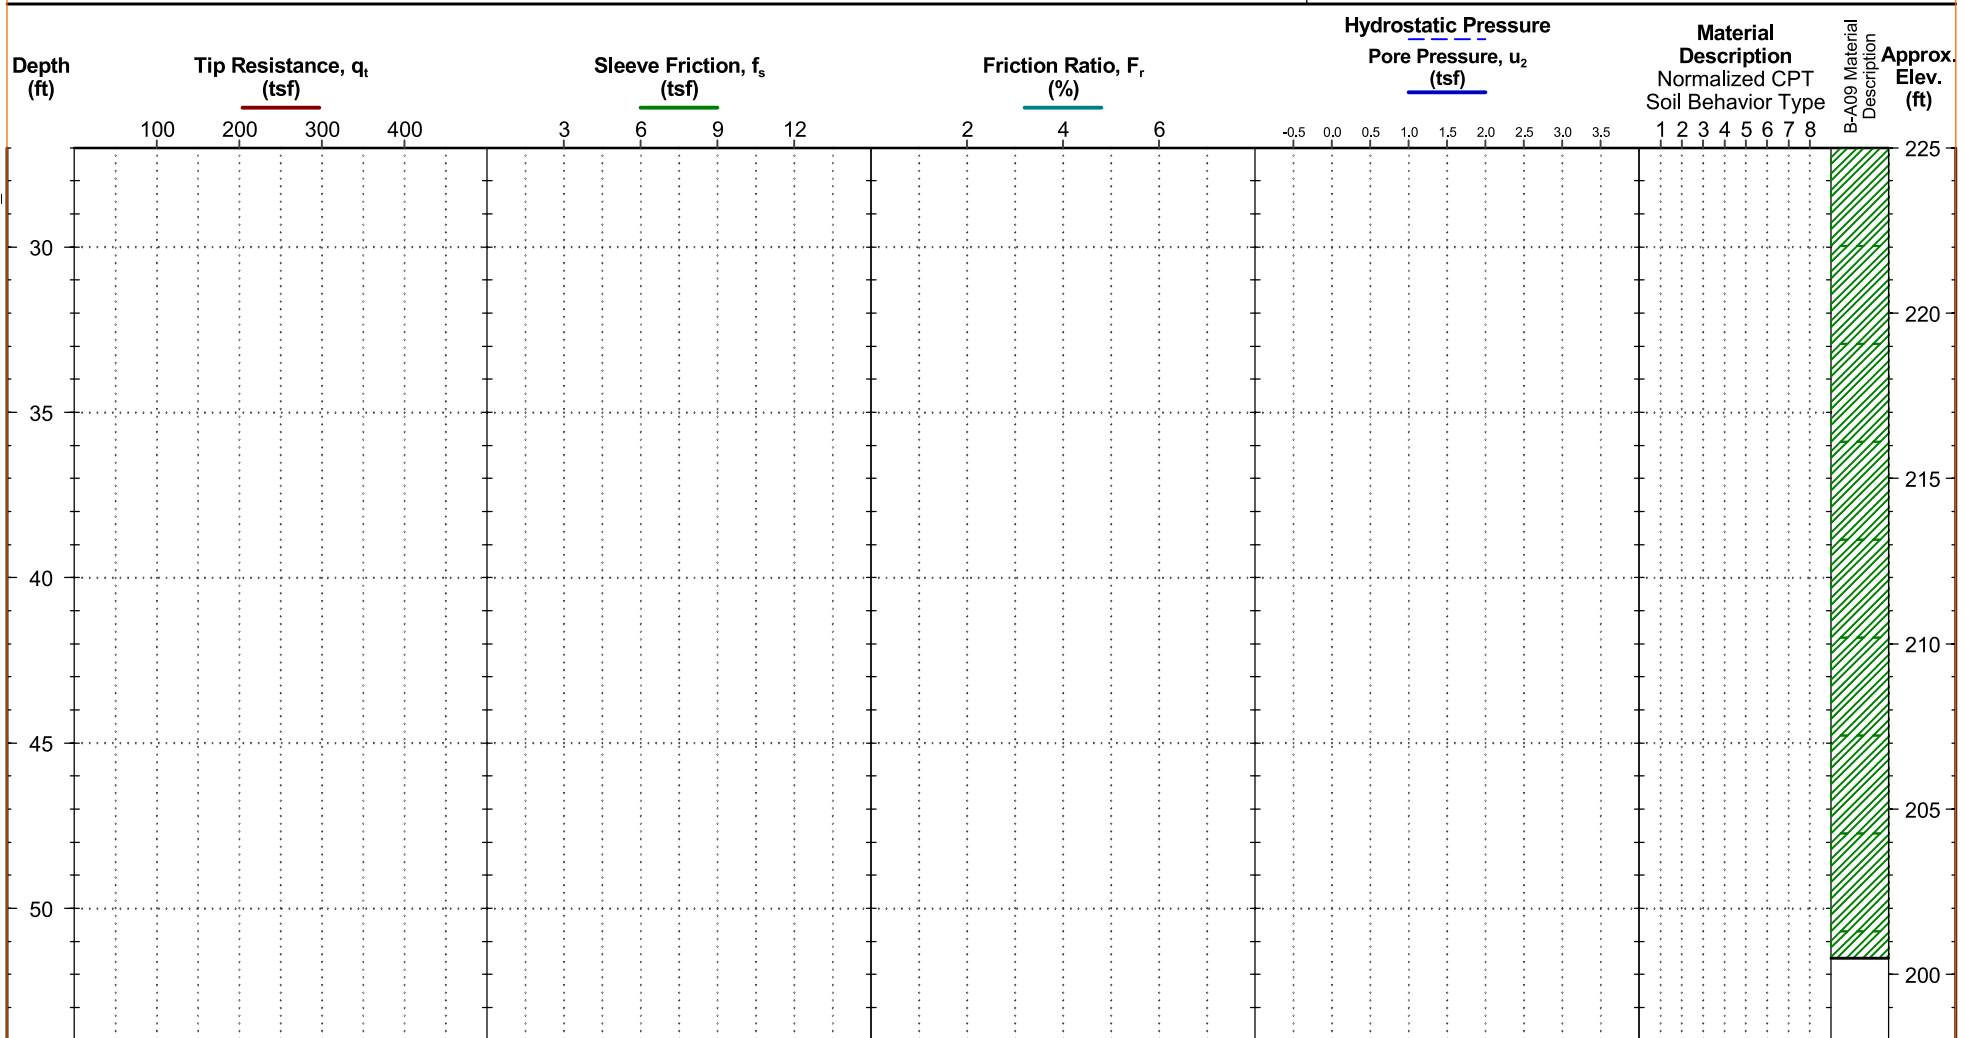 Depth
(ft)
Tip Resistance, qt
(tsf)
100 200 300 400
Sleeve Friction, fs
(tsf)
3 6 9 12
Friction Ratio, Fr
(%)
2 4 6
Hydrostatic Pressure
Pore Pressure, u2
(tsf)
-0.5 0.0 0.5 1.0 1.5 2.0 2.5 3.0 3.5
Material
Description
Normalized CPT
Soil Behavior Type
1 2 3 4 5 6 7 8
B-A09 Material
Description
Approx.
Elev.
(ft)
225
30
220
35
215
40
210
45
205
50
200